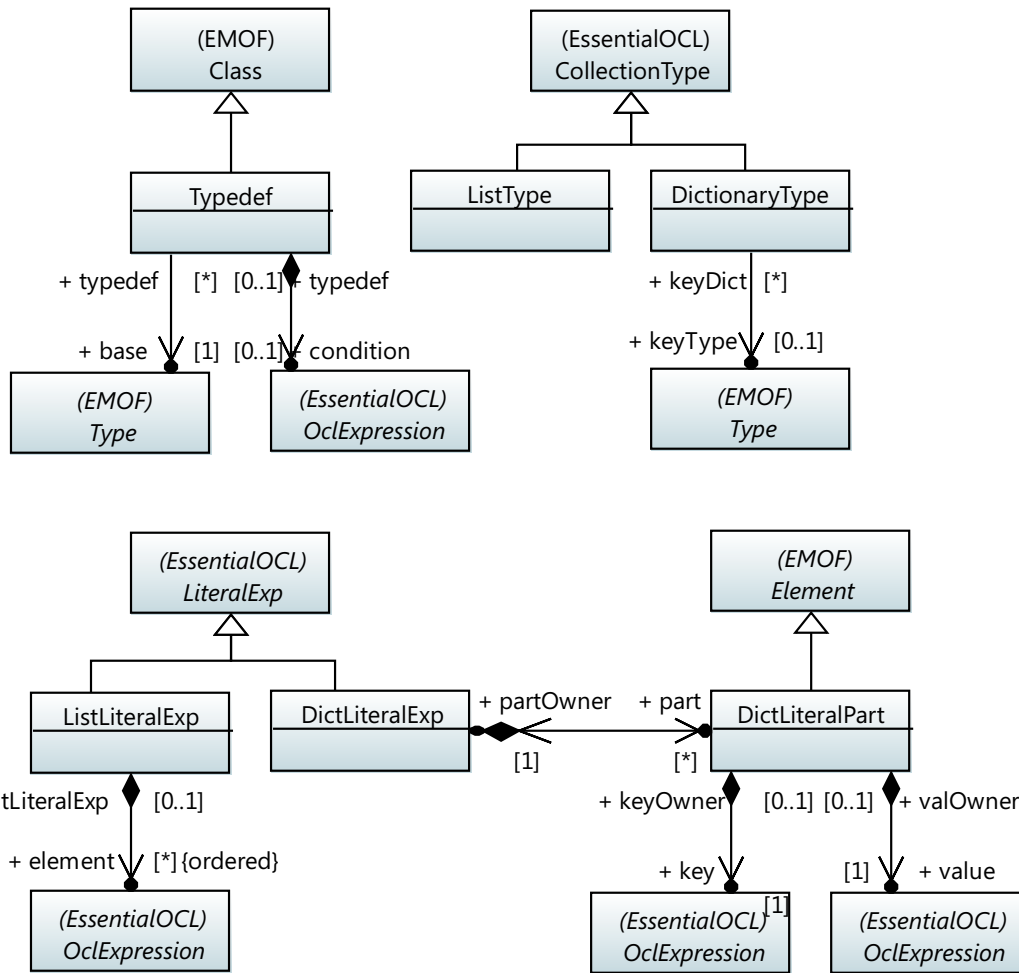 (EMOF)
Class
(EssentialOCL)
CollectionType
Typedef
ListType
DictionaryType
+ typedef
[*]
[0..1]
+ typedef
+ keyDict
[*]
+ base
[1]
[0..1]
+ condition
+ keyType
[0..1]
(EMOF)
Type
(EssentialOCL)
OclExpression
(EMOF)
Type
(EssentialOCL)
LiteralExp
(EMOF)
Element
ListLiteralExp
DictLiteralExp
+ partOwner
+ part
DictLiteralPart
[1]
[*]
tLiteralExp
[0..1]
+ keyOwner
[0..1]
[0..1]
+ valOwner
+ element
[*] {ordered}
+ key
[1]
[1]
+ value
(EssentialOCL)
OclExpression
(EssentialOCL)
OclExpression
(EssentialOCL)
OclExpression